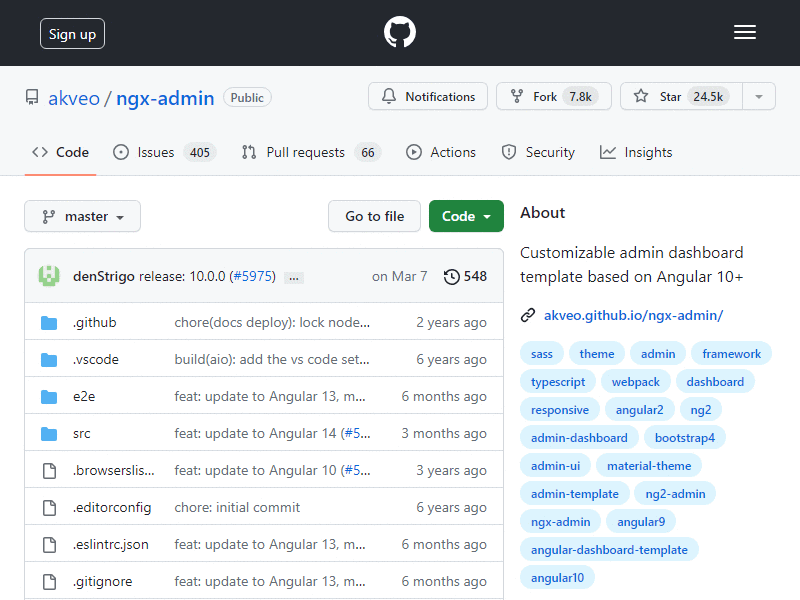 Sign up
akveo / ngx-admin Public
Notifications
Fork 7.8k
Star 24.5k
Code
Issues 405
Pull requests 66
Actions
Security
Insights
master
Go to file
Code
denStrigo release: 10.0.0 (#5975) ... on Mar 7 548
.github chore(docs deploy): lock node... 2 years ago
.vscode build(aio): add the vs code set... 6 years ago
e2e feat: update to Angular 13, m... 6 months ago
src feat: update to Angular 14 (#5... 3 months ago
.browserslis... feat: update to Angular 10 (#5... 3 years ago
.editorconfig chore: initial commit 6 years ago
.eslintrc.json feat: update to Angular 13, m... 6 months ago
.gitignore feat: update to Angular 13, m... 6 months ago
About
Customizable admin dashboard
template based on Angular 10+
akveo.github.io/ngx-admin/
sass theme admin framework
typescript webpack dashboard
responsive angular2 ng2
admin-dashboard bootstrap4
admin-ui material-theme
admin-template ng2-admin
ngx-admin angular9
angular-dashboard-template
angular10